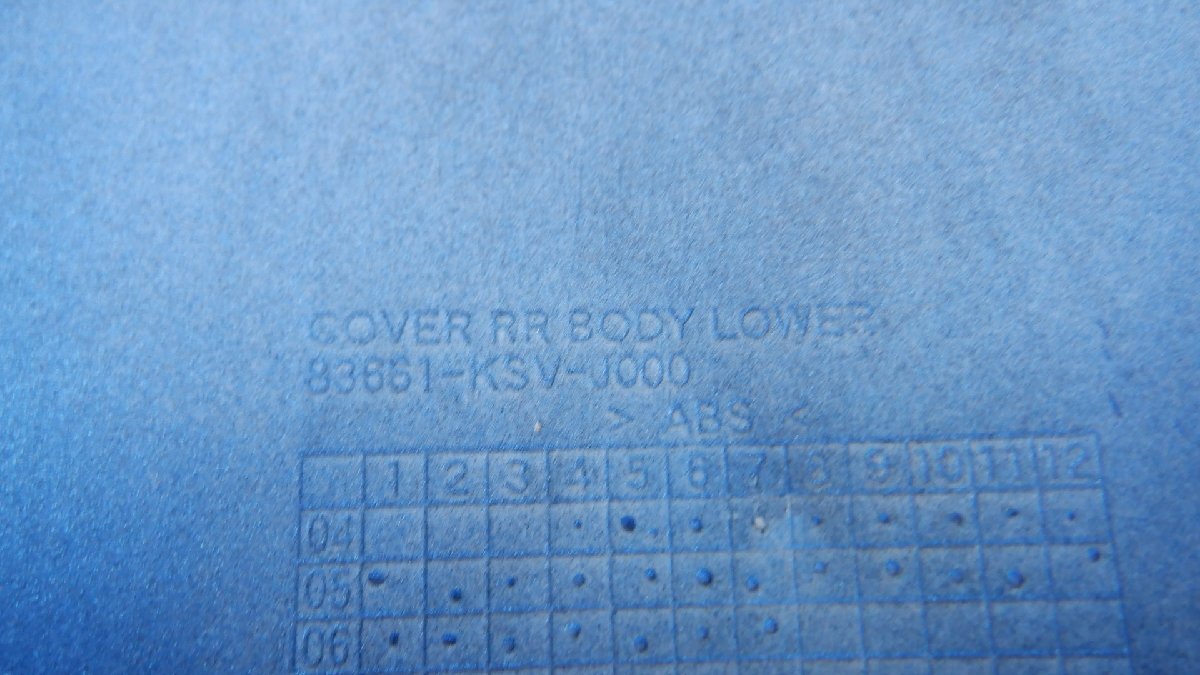 COVER RR BODY LOWER
83661-KSV-J000
> ABS <
1 2 3 4 5 6 7 8 9 10 11 12
04
05
06